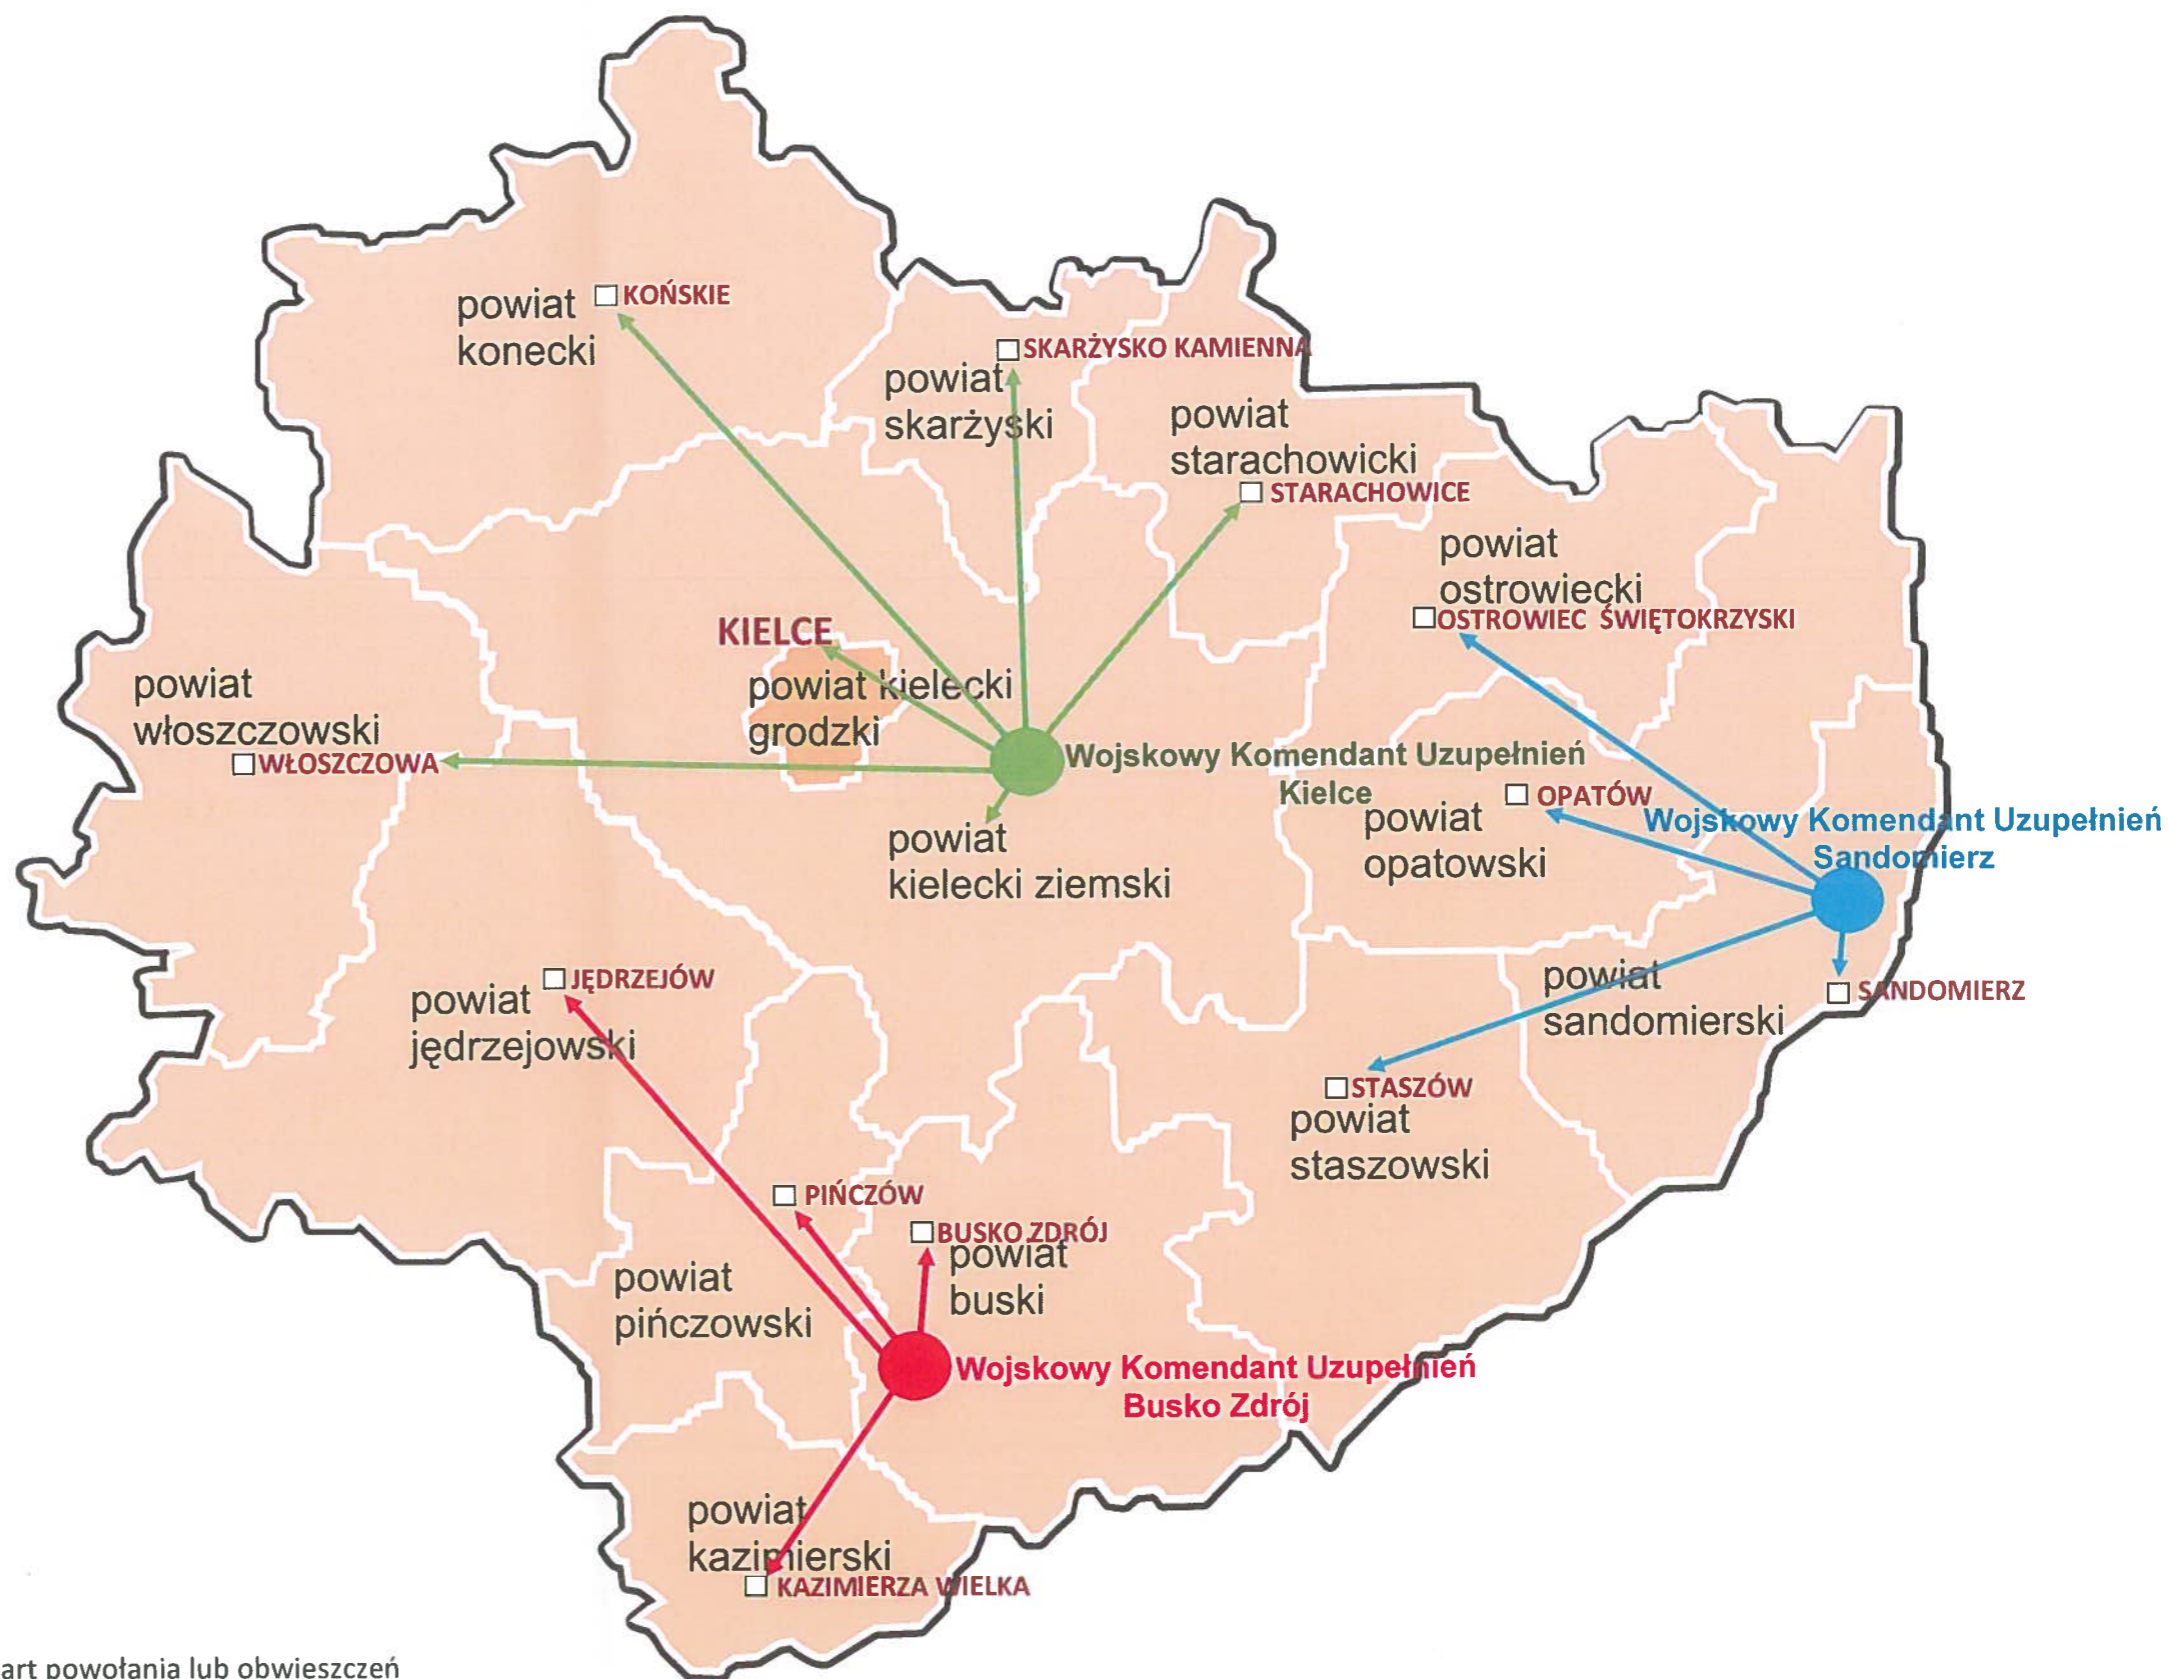 powiat
konecki
KOŃSKIE
SKARŻYSKO KAMIENNA
powiat
skarżyski
powiat
starachowicki
STARACHOWICE
powiat
ostrowiecki
OSTROWIEC ŚWIĘTOKRZYSKI
KIELCE
powiat kielecki
grodzki
powiat
włoszczowski
WŁOSZCZOWA
Wojskowy Komendant Uzupełnień
Kielce
powiat
kielecki ziemski
OPATÓW
powiat
opatowski
Wojskowy Komendant Uzupełnień
Sandomierz
powiat
sandomierski
SANDOMIERZ
JĘDRZEJÓW
powiat
jędrzejowski
STASZÓW
powiat
staszowski
PIŃCZÓW
powiat
pińczowski
BUSKO ZDRÓJ
powiat
buski
Wojskowy Komendant Uzupełnień
Busko Zdrój
powiat
kazimierski
KAZIMIERZA WIELKA
art powołania lub obwieszczeń